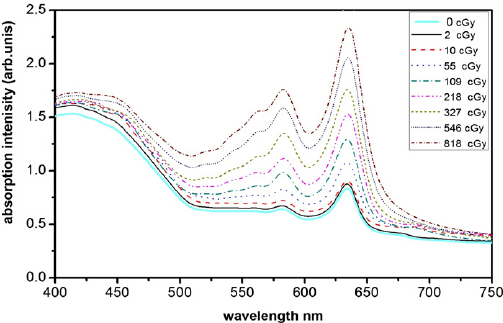 absorption intenisity (arb.unis)
2.5
2.0
1.5
1.0
0.5
0.0
400
450
500
550
600
650
700
750
wavelength nm
0 cGy
2 cGy
10 cGy
55 cGy
109 cGy
218 cGy
327 cGy
546 cGy
818 cGy